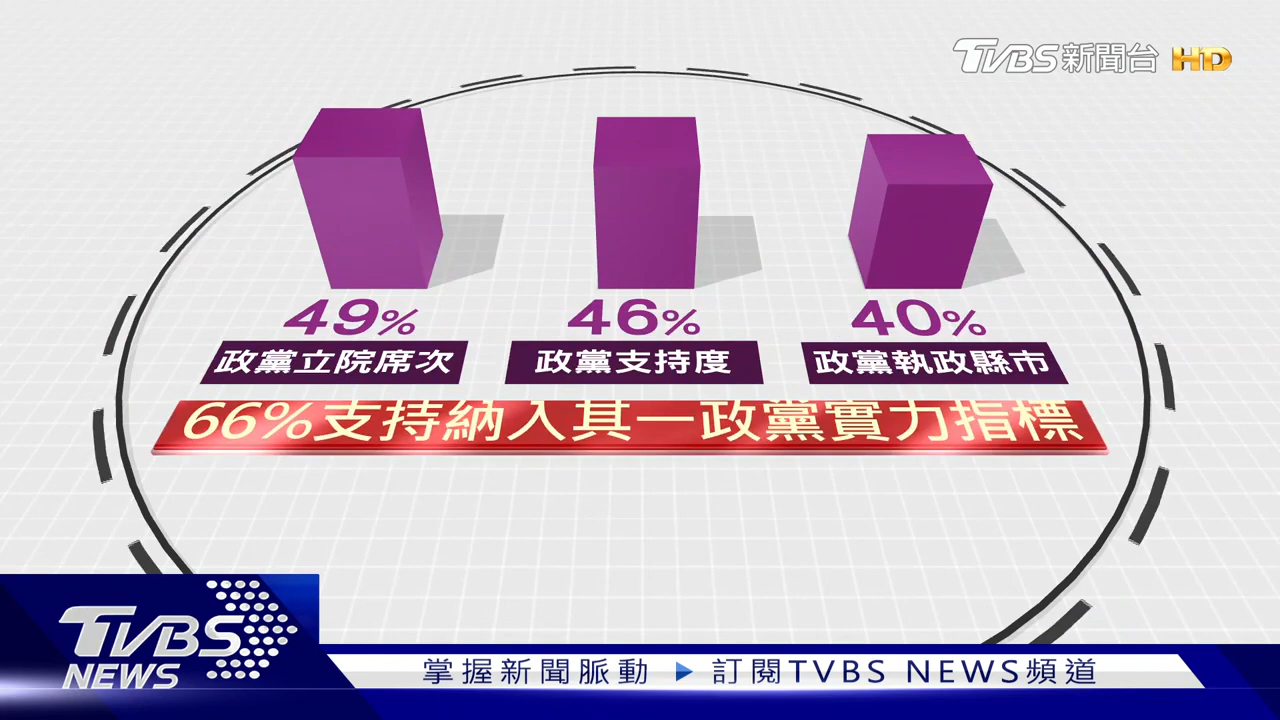 TVBS新聞台 HD
49% 46% 40%
政黨立院席次 政黨支持度 政黨執政縣市
66%支持納入其一政黨實力指標
TVBS
NEWS
掌握新聞脈動 ▶ 訂閱TVBS NEWS頻道